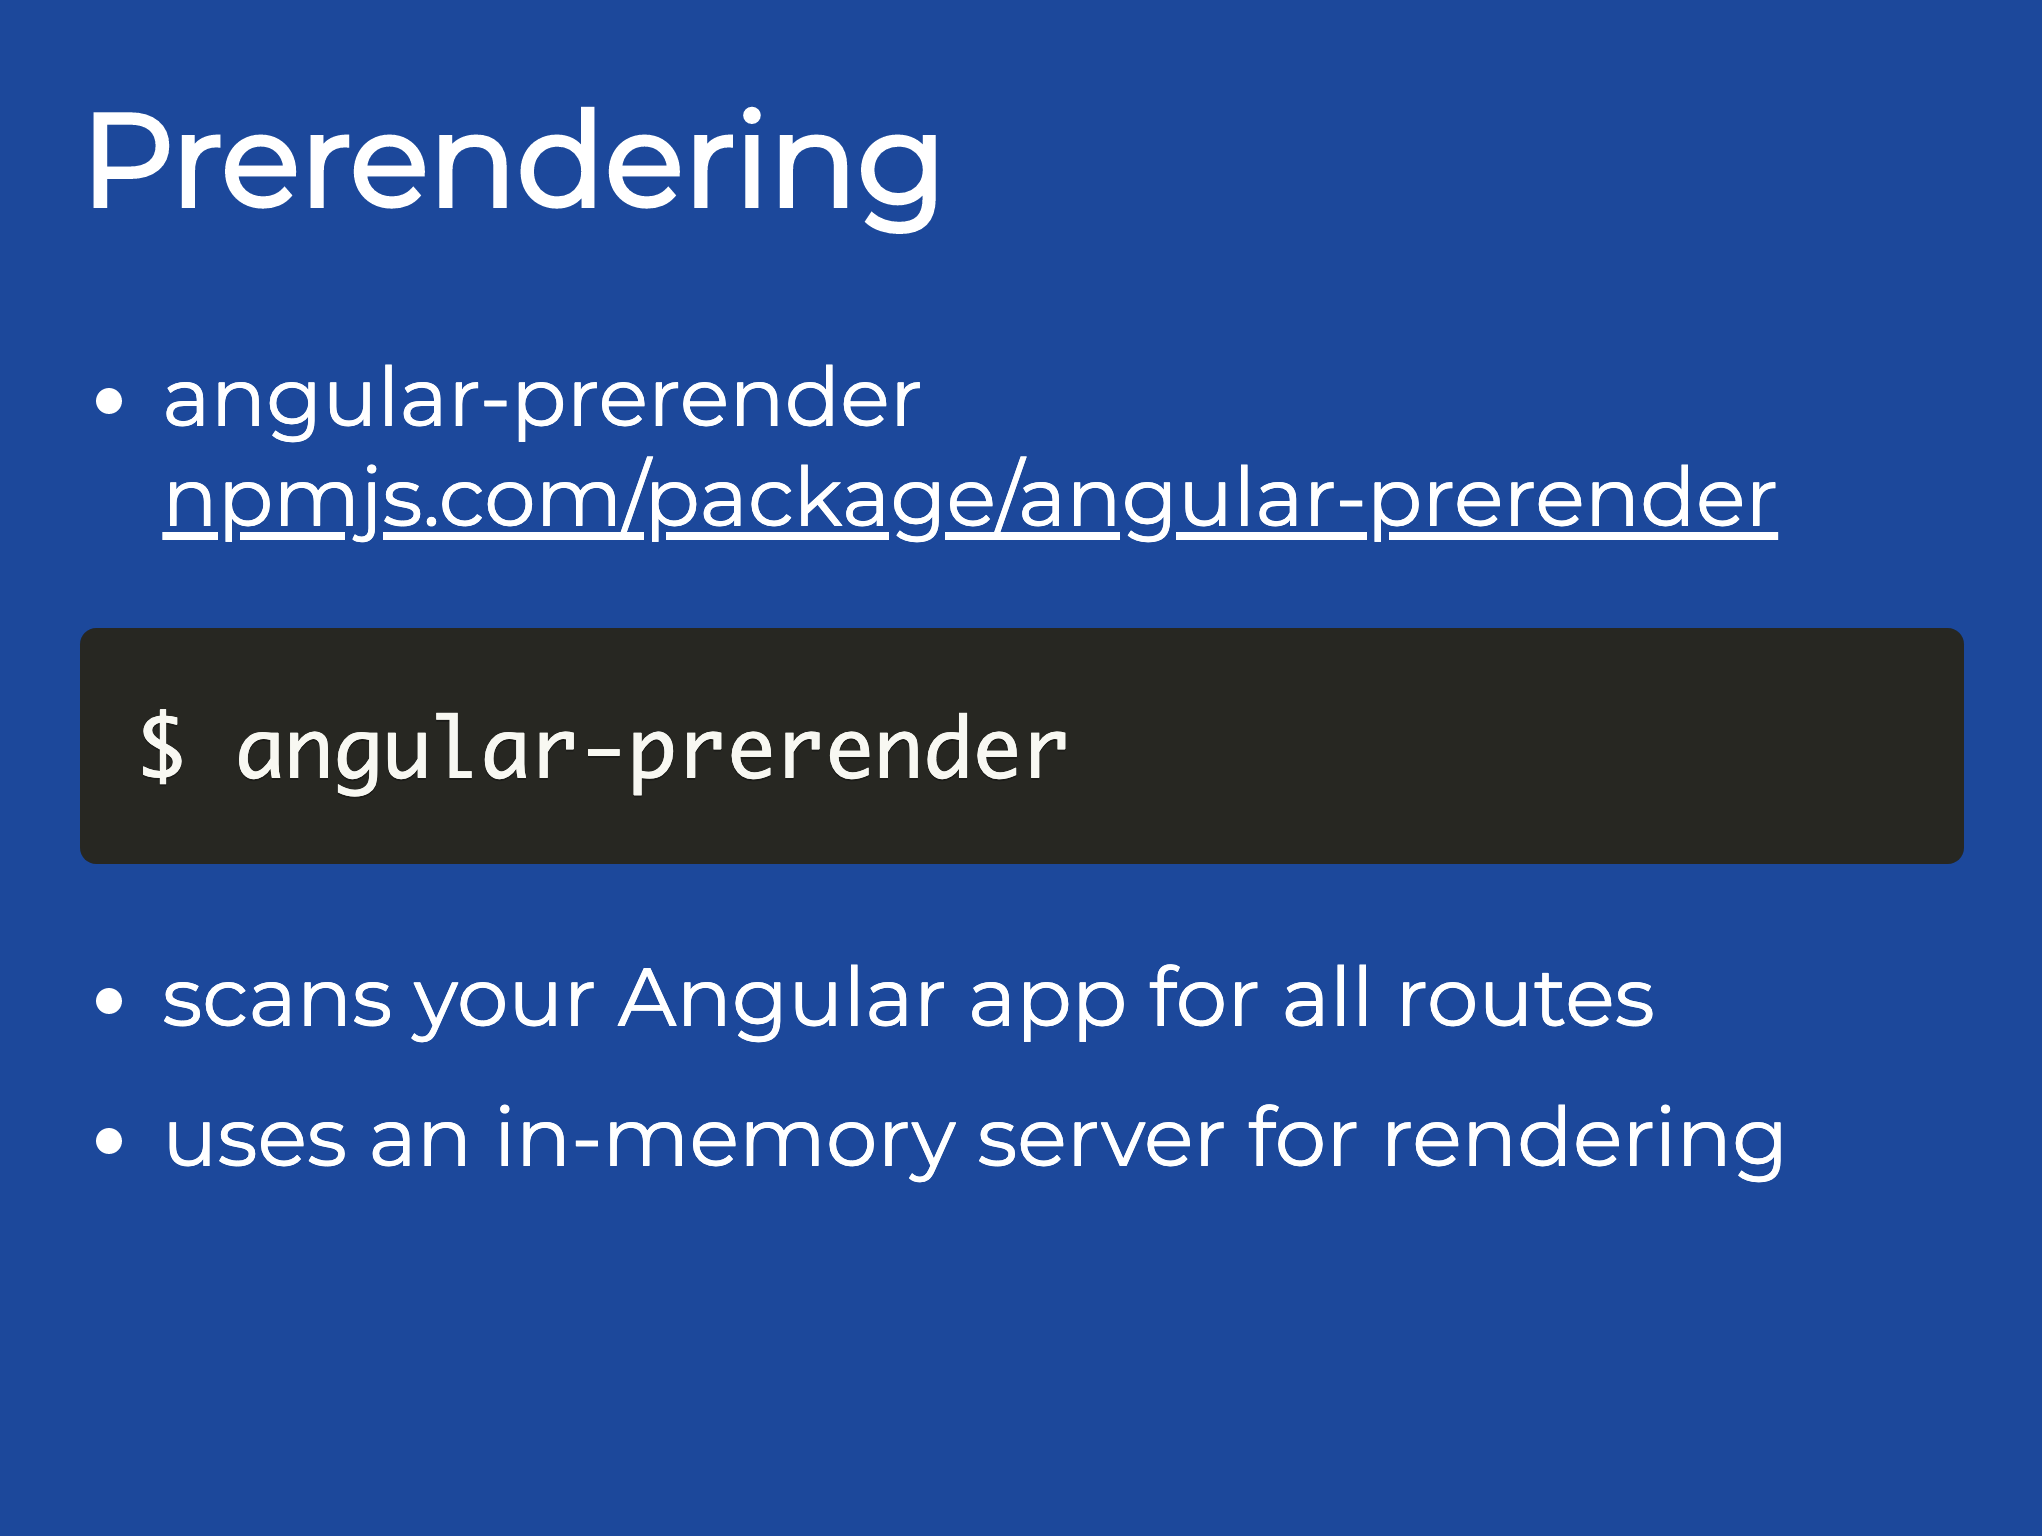 Prerendering
• angular-prerender
npmjs.com/package/angular-prerender
$ angular-prerender
• scans your Angular app for all routes
• uses an in-memory server for rendering